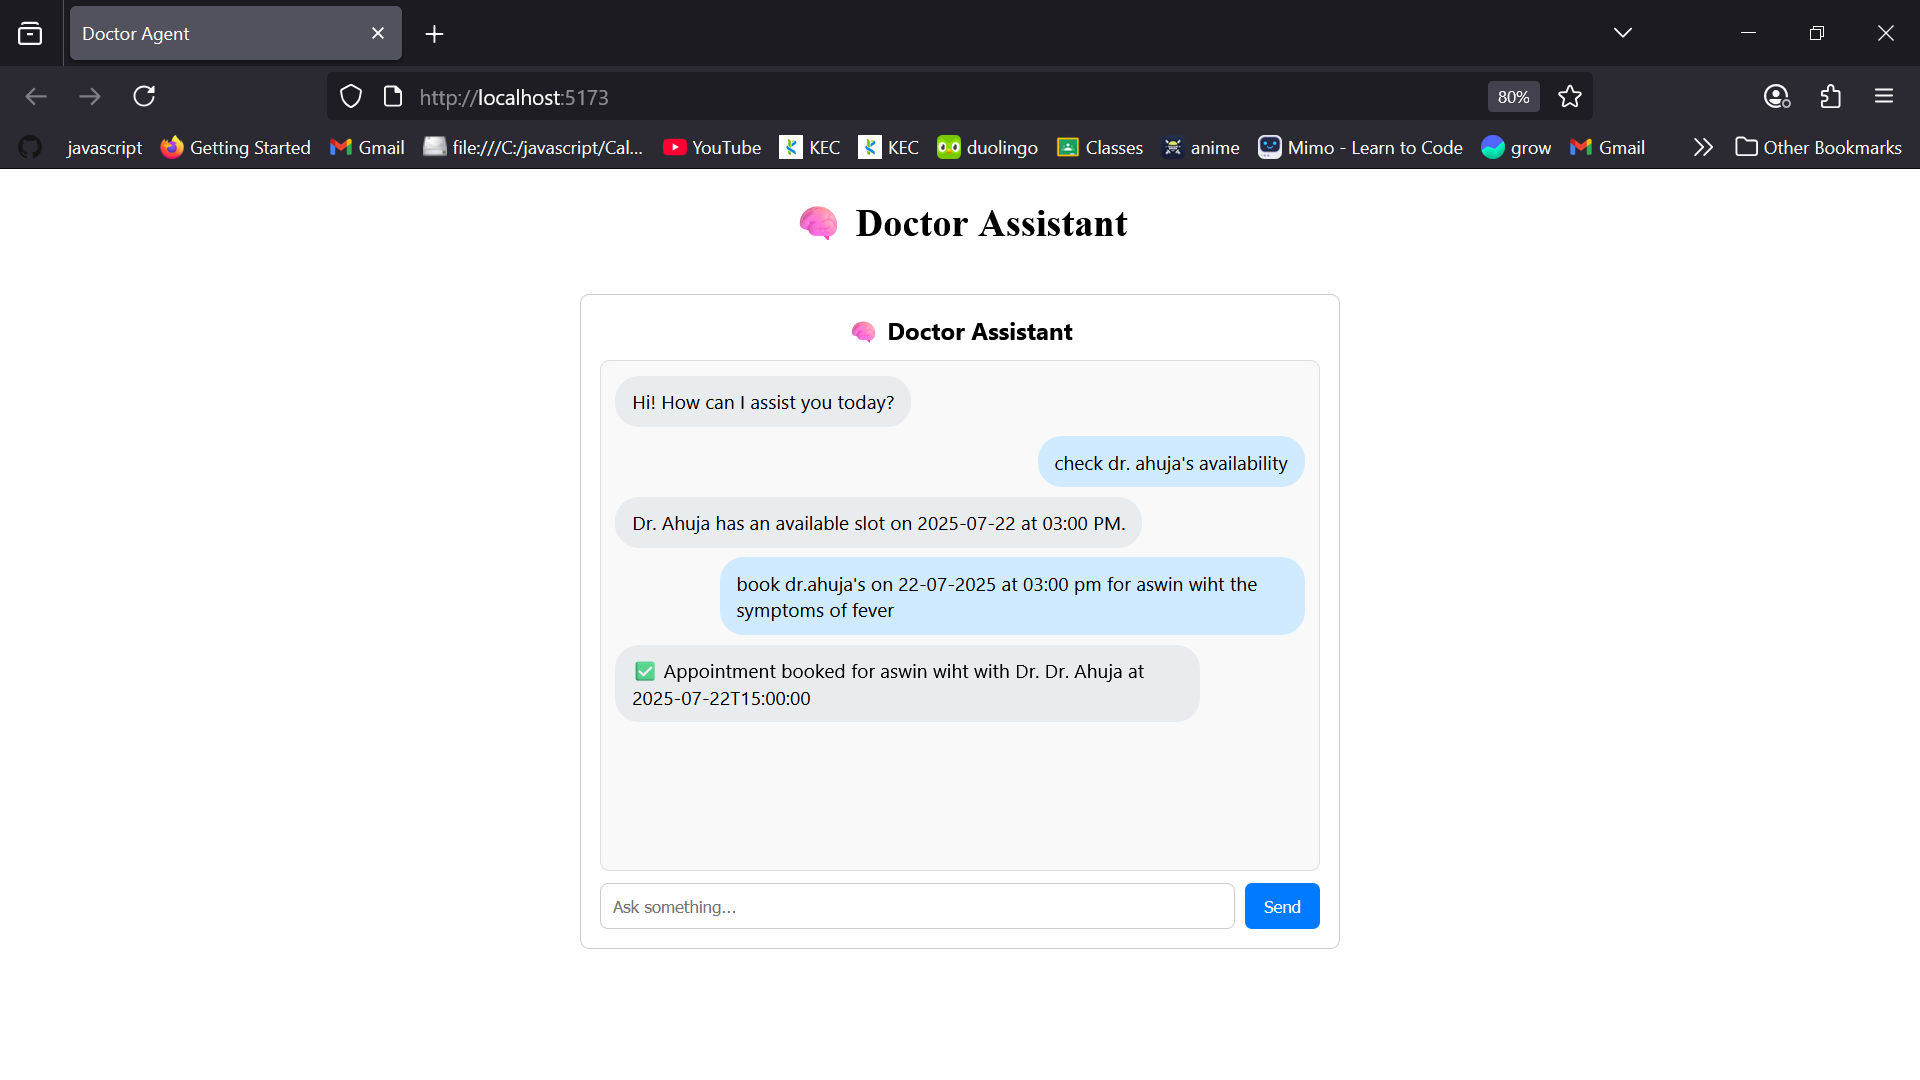 Doctor Agent
http://localhost:5173
80%
javascript
Getting Started
Gmail
file:///C:/javascript/Cal...
YouTube
KEC
KEC
duolingo
Classes
anime
Mimo - Learn to Code
grow
Gmail
Other Bookmarks
Doctor Assistant
Doctor Assistant
Hi! How can I assist you today?
check dr. ahuja's availability
Dr. Ahuja has an available slot on 2025-07-22 at 03:00 PM.
book dr.ahuja's on 22-07-2025 at 03:00 pm for aswin wiht the
symptoms of fever
✅ Appointment booked for aswin wiht with Dr. Dr. Ahuja at
2025-07-22T15:00:00
Ask something...
Send